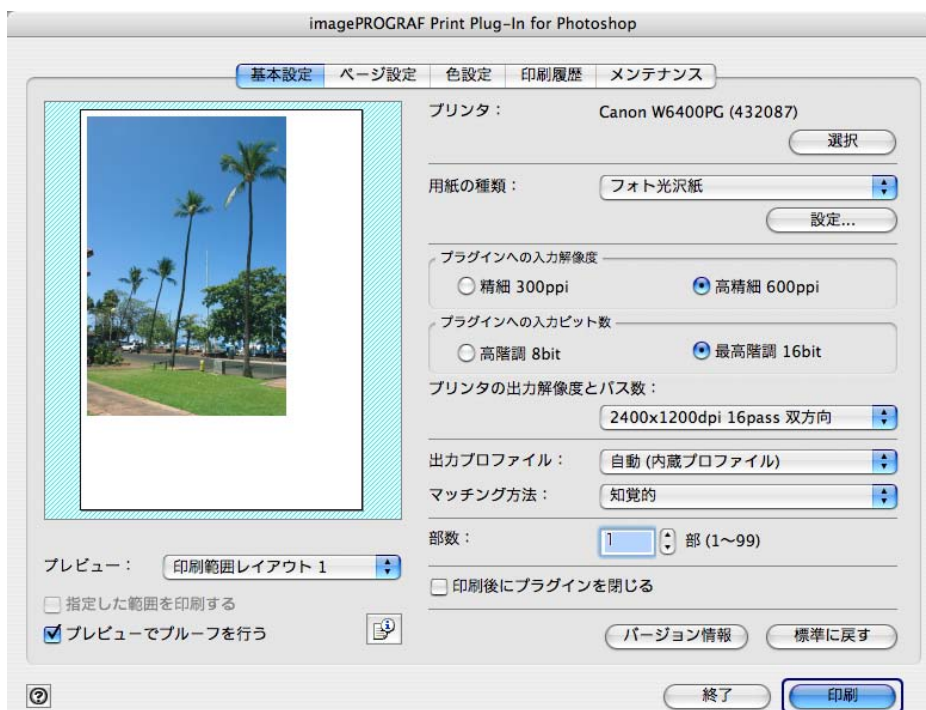 imagePROGRAF Print Plug-In for Photoshop
基本設定 ページ設定 色設定 印刷履歴 メンテナンス
プリンタ： Canon W6400PG (432087)
選択
用紙の種類： フォト光沢紙
設定...
プラグインへの入力解像度
精細 300ppi 高精細 600ppi
プラグインへの入力ビット数
高階調 8bit 最高階調 16bit
プリンタの出力解像度とパス数：
2400x1200dpi 16pass 双方向
出力プロファイル： 自動 (内蔵プロファイル)
マッチング方法： 知覚的
部数： 1 部 (1〜99)
印刷後にプラグインを閉じる
プレビュー： 印刷範囲レイアウト 1
指定した範囲を印刷する
プレビューでプルーフを行う
バージョン情報 標準に戻す
? 終了 印刷